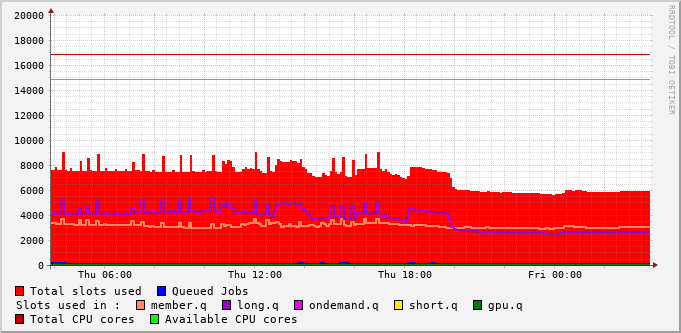 RRDTOOL / TOBI OETIKER
20000
18000
16000
14000
12000
10000
8000
6000
4000
2000
0
Thu 06:00 Thu 12:00 Thu 18:00 Fri 00:00
Total slots used Queued Jobs
Slots used in : member.q long.q ondemand.q short.q gpu.q
Total CPU cores Available CPU cores